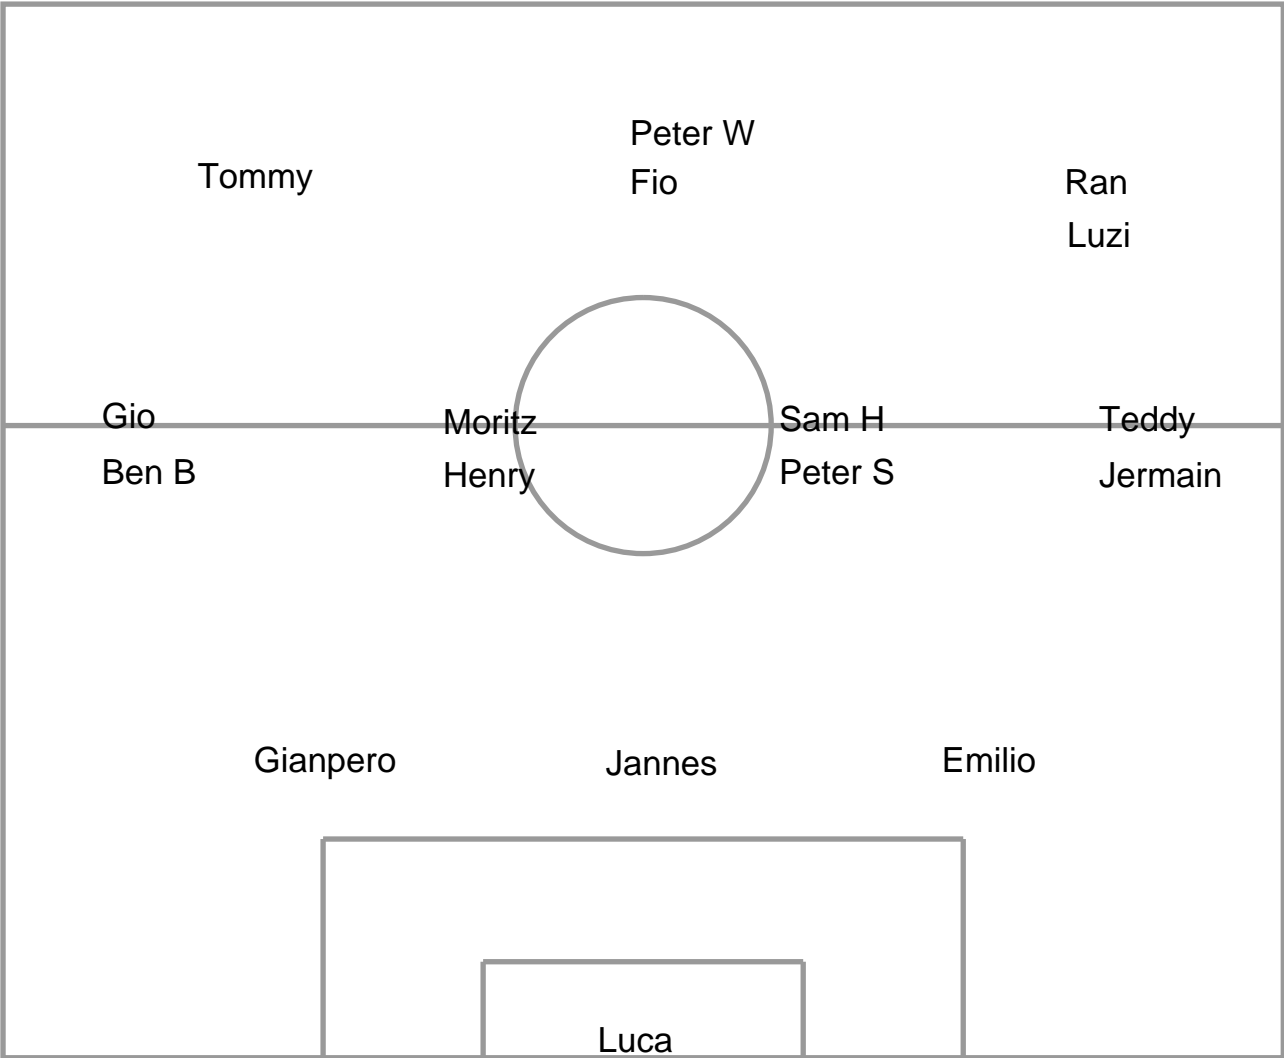 Peter W
Tommy
Fio
Ran
Luzi
Gio
Moritz
Sam H
Teddy
Ben B
Henry
Peter S
Jermain
Gianpero
Jannes
Emilio
Luca